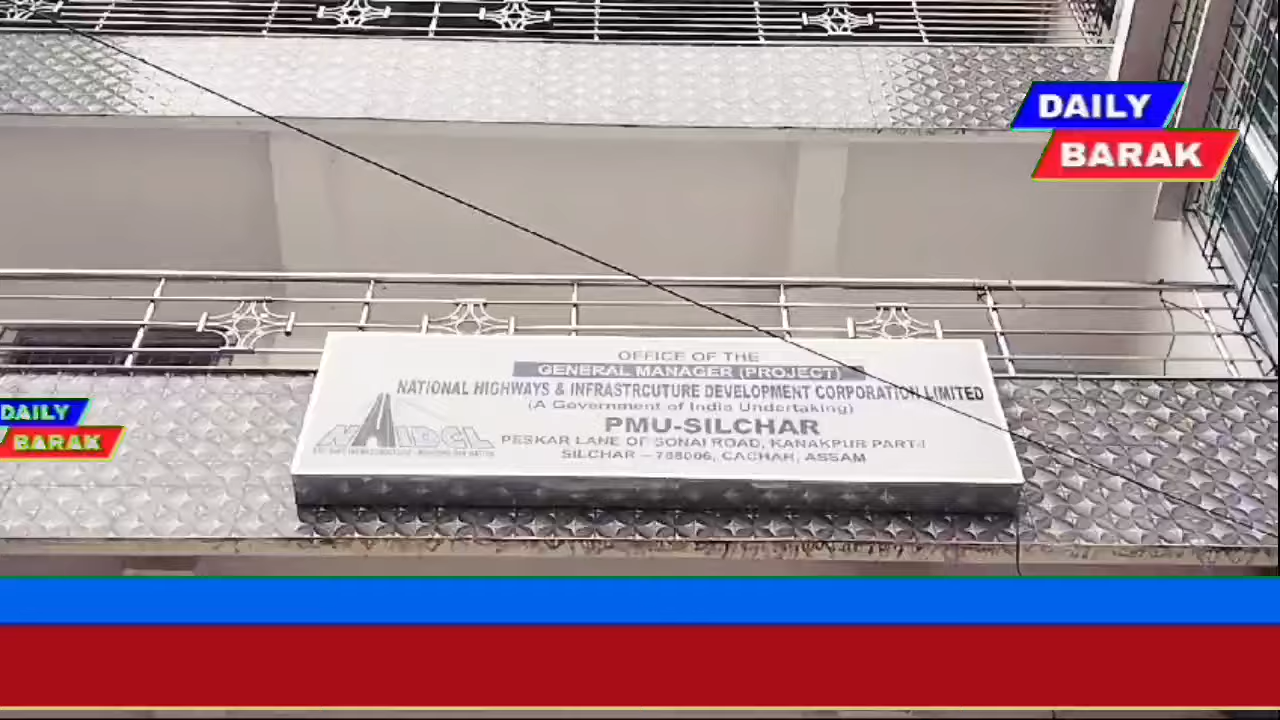 DAILY
BARAK
OFFICE OF THE
GENERAL MANAGER (PROJECT)
NATIONAL HIGHWAYS & INFRASTRCUTURE DEVELOPMENT CORPORATION LIMITED
(A Government of India Undertaking)
PMU-SILCHAR
NHIDCL
PESKAR LANE OF SONAI ROAD, KANAKPUR PART-I
SILCHAR – 788006, CACHAR, ASSAM
DAILY
BARAK